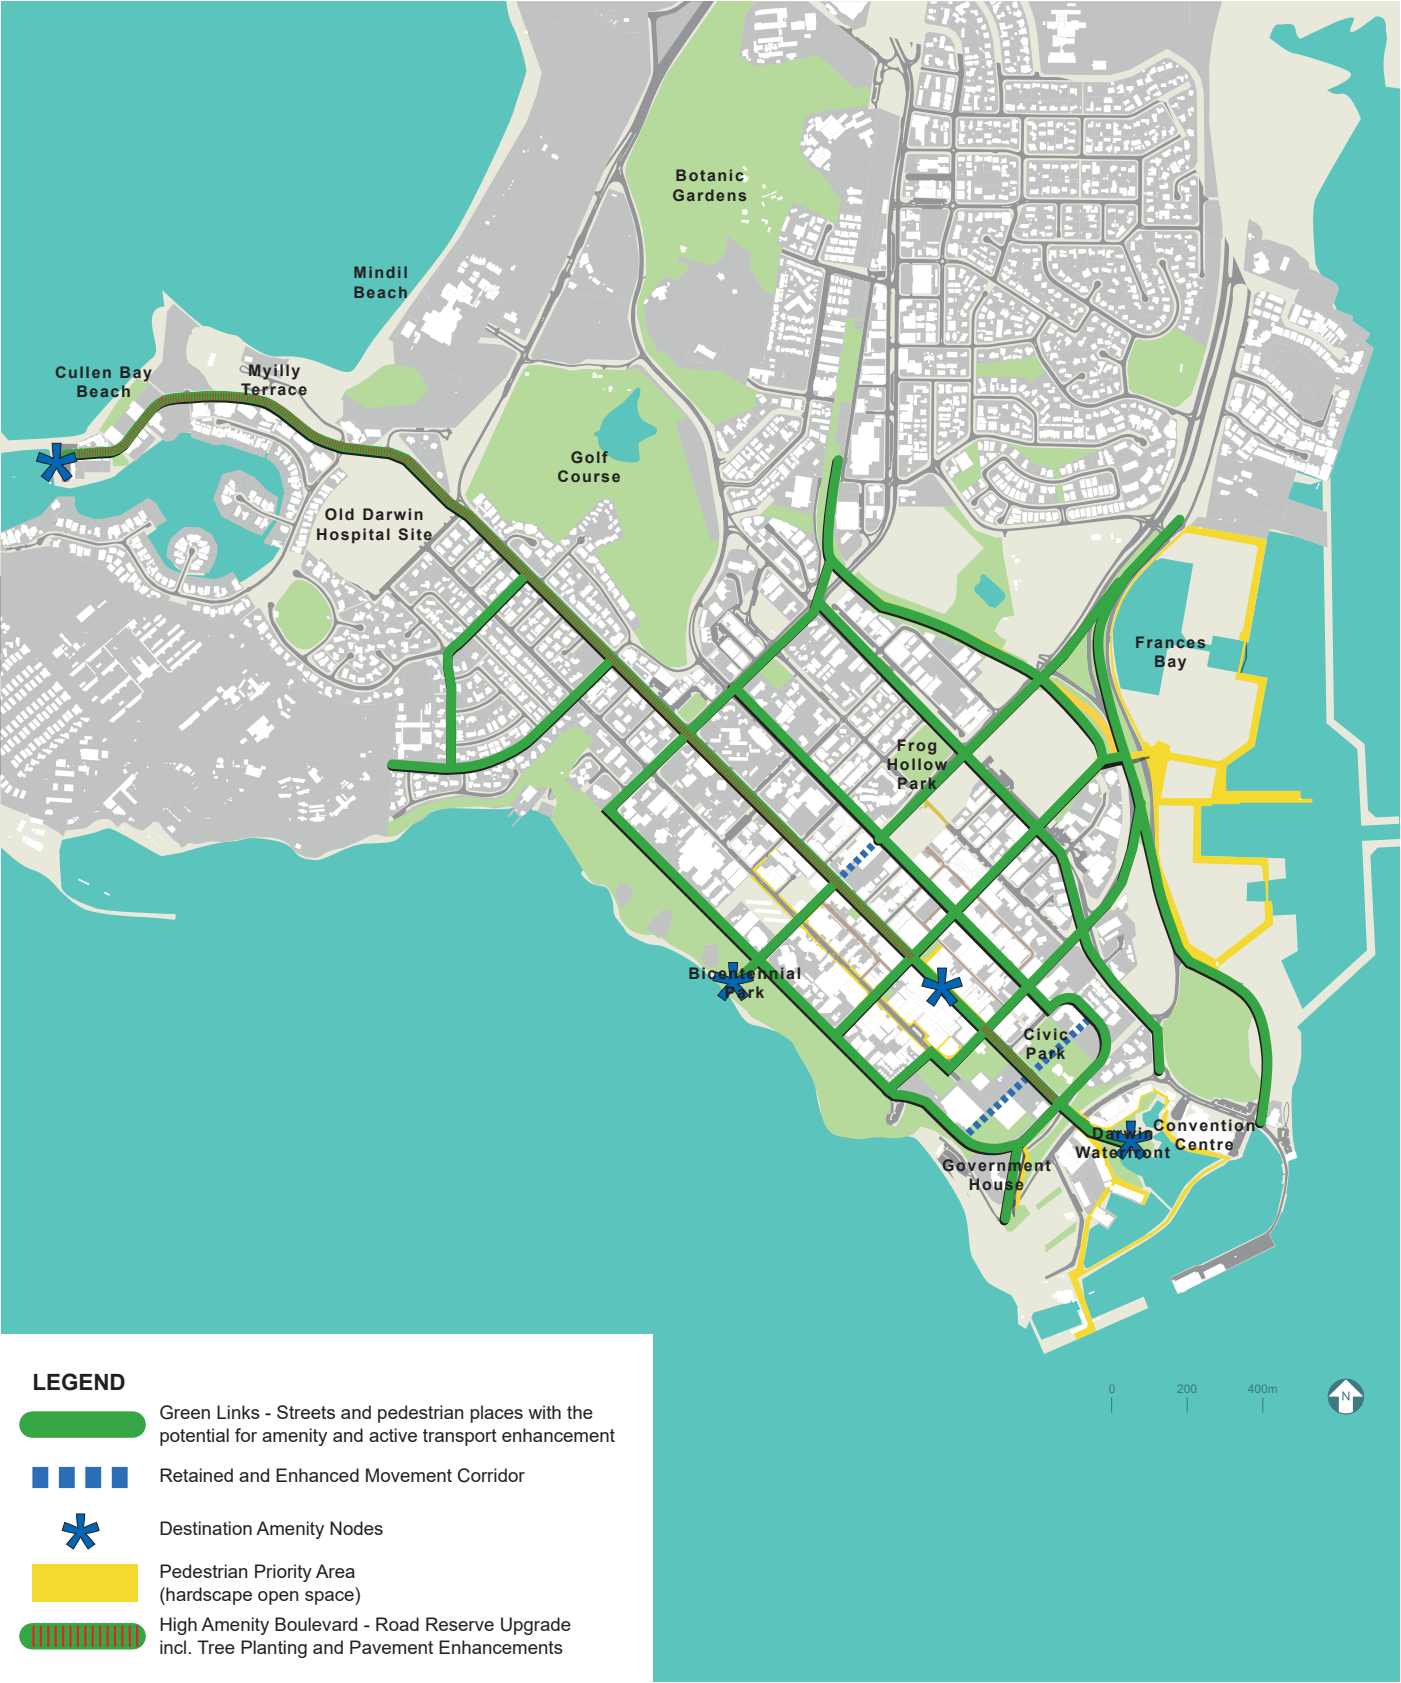 Botanic
Gardens
Mindil
Beach
Cullen Bay
Beach
Myilly
Terrace
Golf
Course
Old Darwin
Hospital Site
Frances
Bay
Frog
Hollow
Park
Bicentennial
Park
Civic
Park
Darwin
Waterfront
Convention
Centre
Government
House
0 200 400m
N
LEGEND
Green Links - Streets and pedestrian places with the
potential for amenity and active transport enhancement
Retained and Enhanced Movement Corridor
Destination Amenity Nodes
Pedestrian Priority Area
(hardscape open space)
High Amenity Boulevard - Road Reserve Upgrade
incl. Tree Planting and Pavement Enhancements